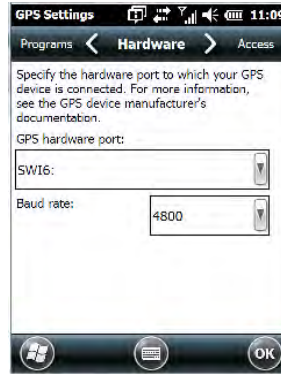 GPS Settings 11:09
Programs Hardware Access
Specify the hardware port to which your GPS
device is connected. For more information,
see the GPS device manufacturer's
documentation.
GPS hardware port:
SWI6:
Baud rate:
4800
OK